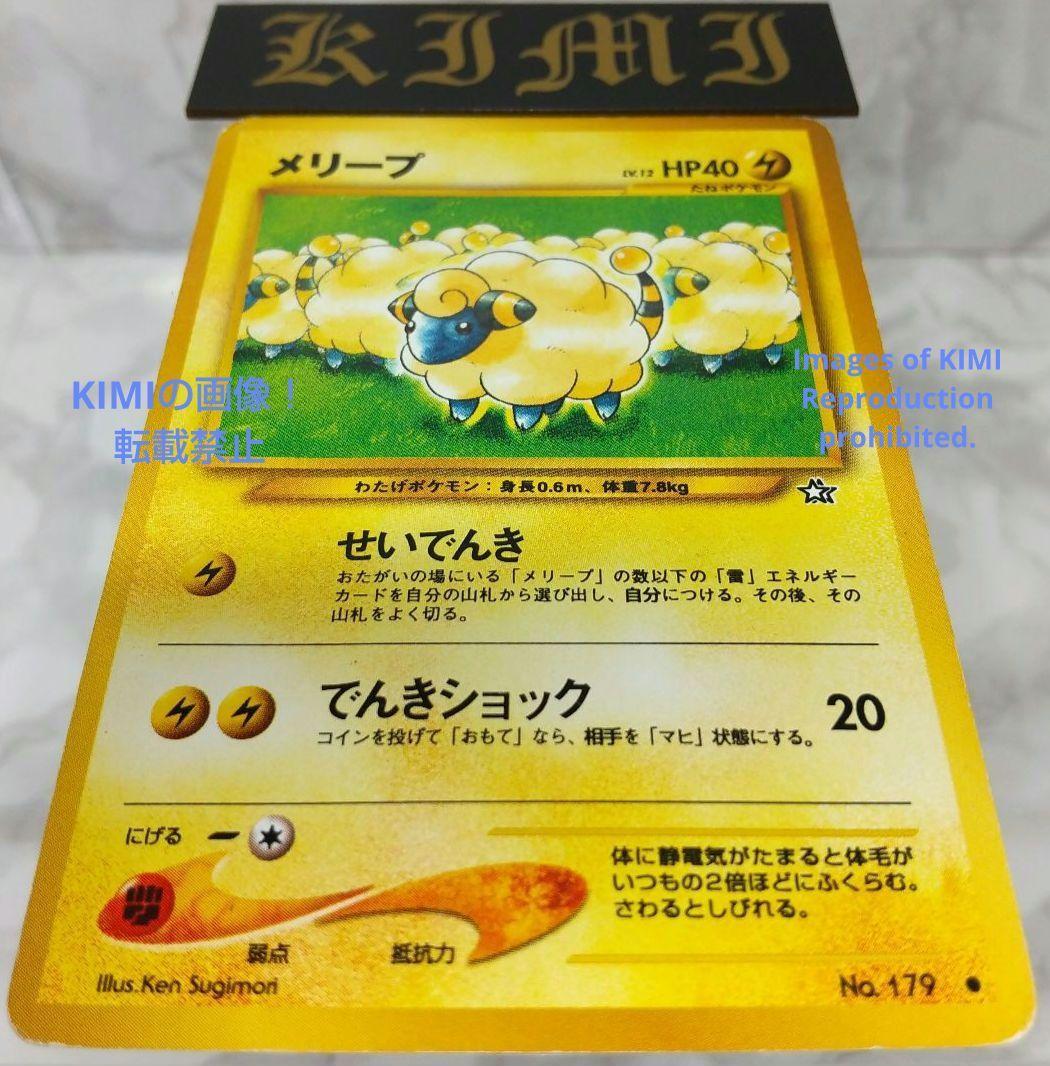 KIMI
メリープ
LV.12 HP40
たねポケモン
KIMIの画像！
転載禁止
Images of KIMI
Reproduction
prohibited.
わたげポケモン：身長0.6m、体重7.8kg
せいでんき
おたがいの場にいる「メリープ」の数以下の「雷」エネルギー
カードを自分の山札から選び出し、自分につける。その後、その
山札をよく切る。
でんきショック 20
コインを投げて「おもて」なら、相手を「マヒ」状態にする。
にげる
体に静電気がたまると体毛が
いつもの2倍ほどにふくらむ。
さわるとしびれる。
弱点 抵抗力
Illus.Ken Sugimori
No. 179